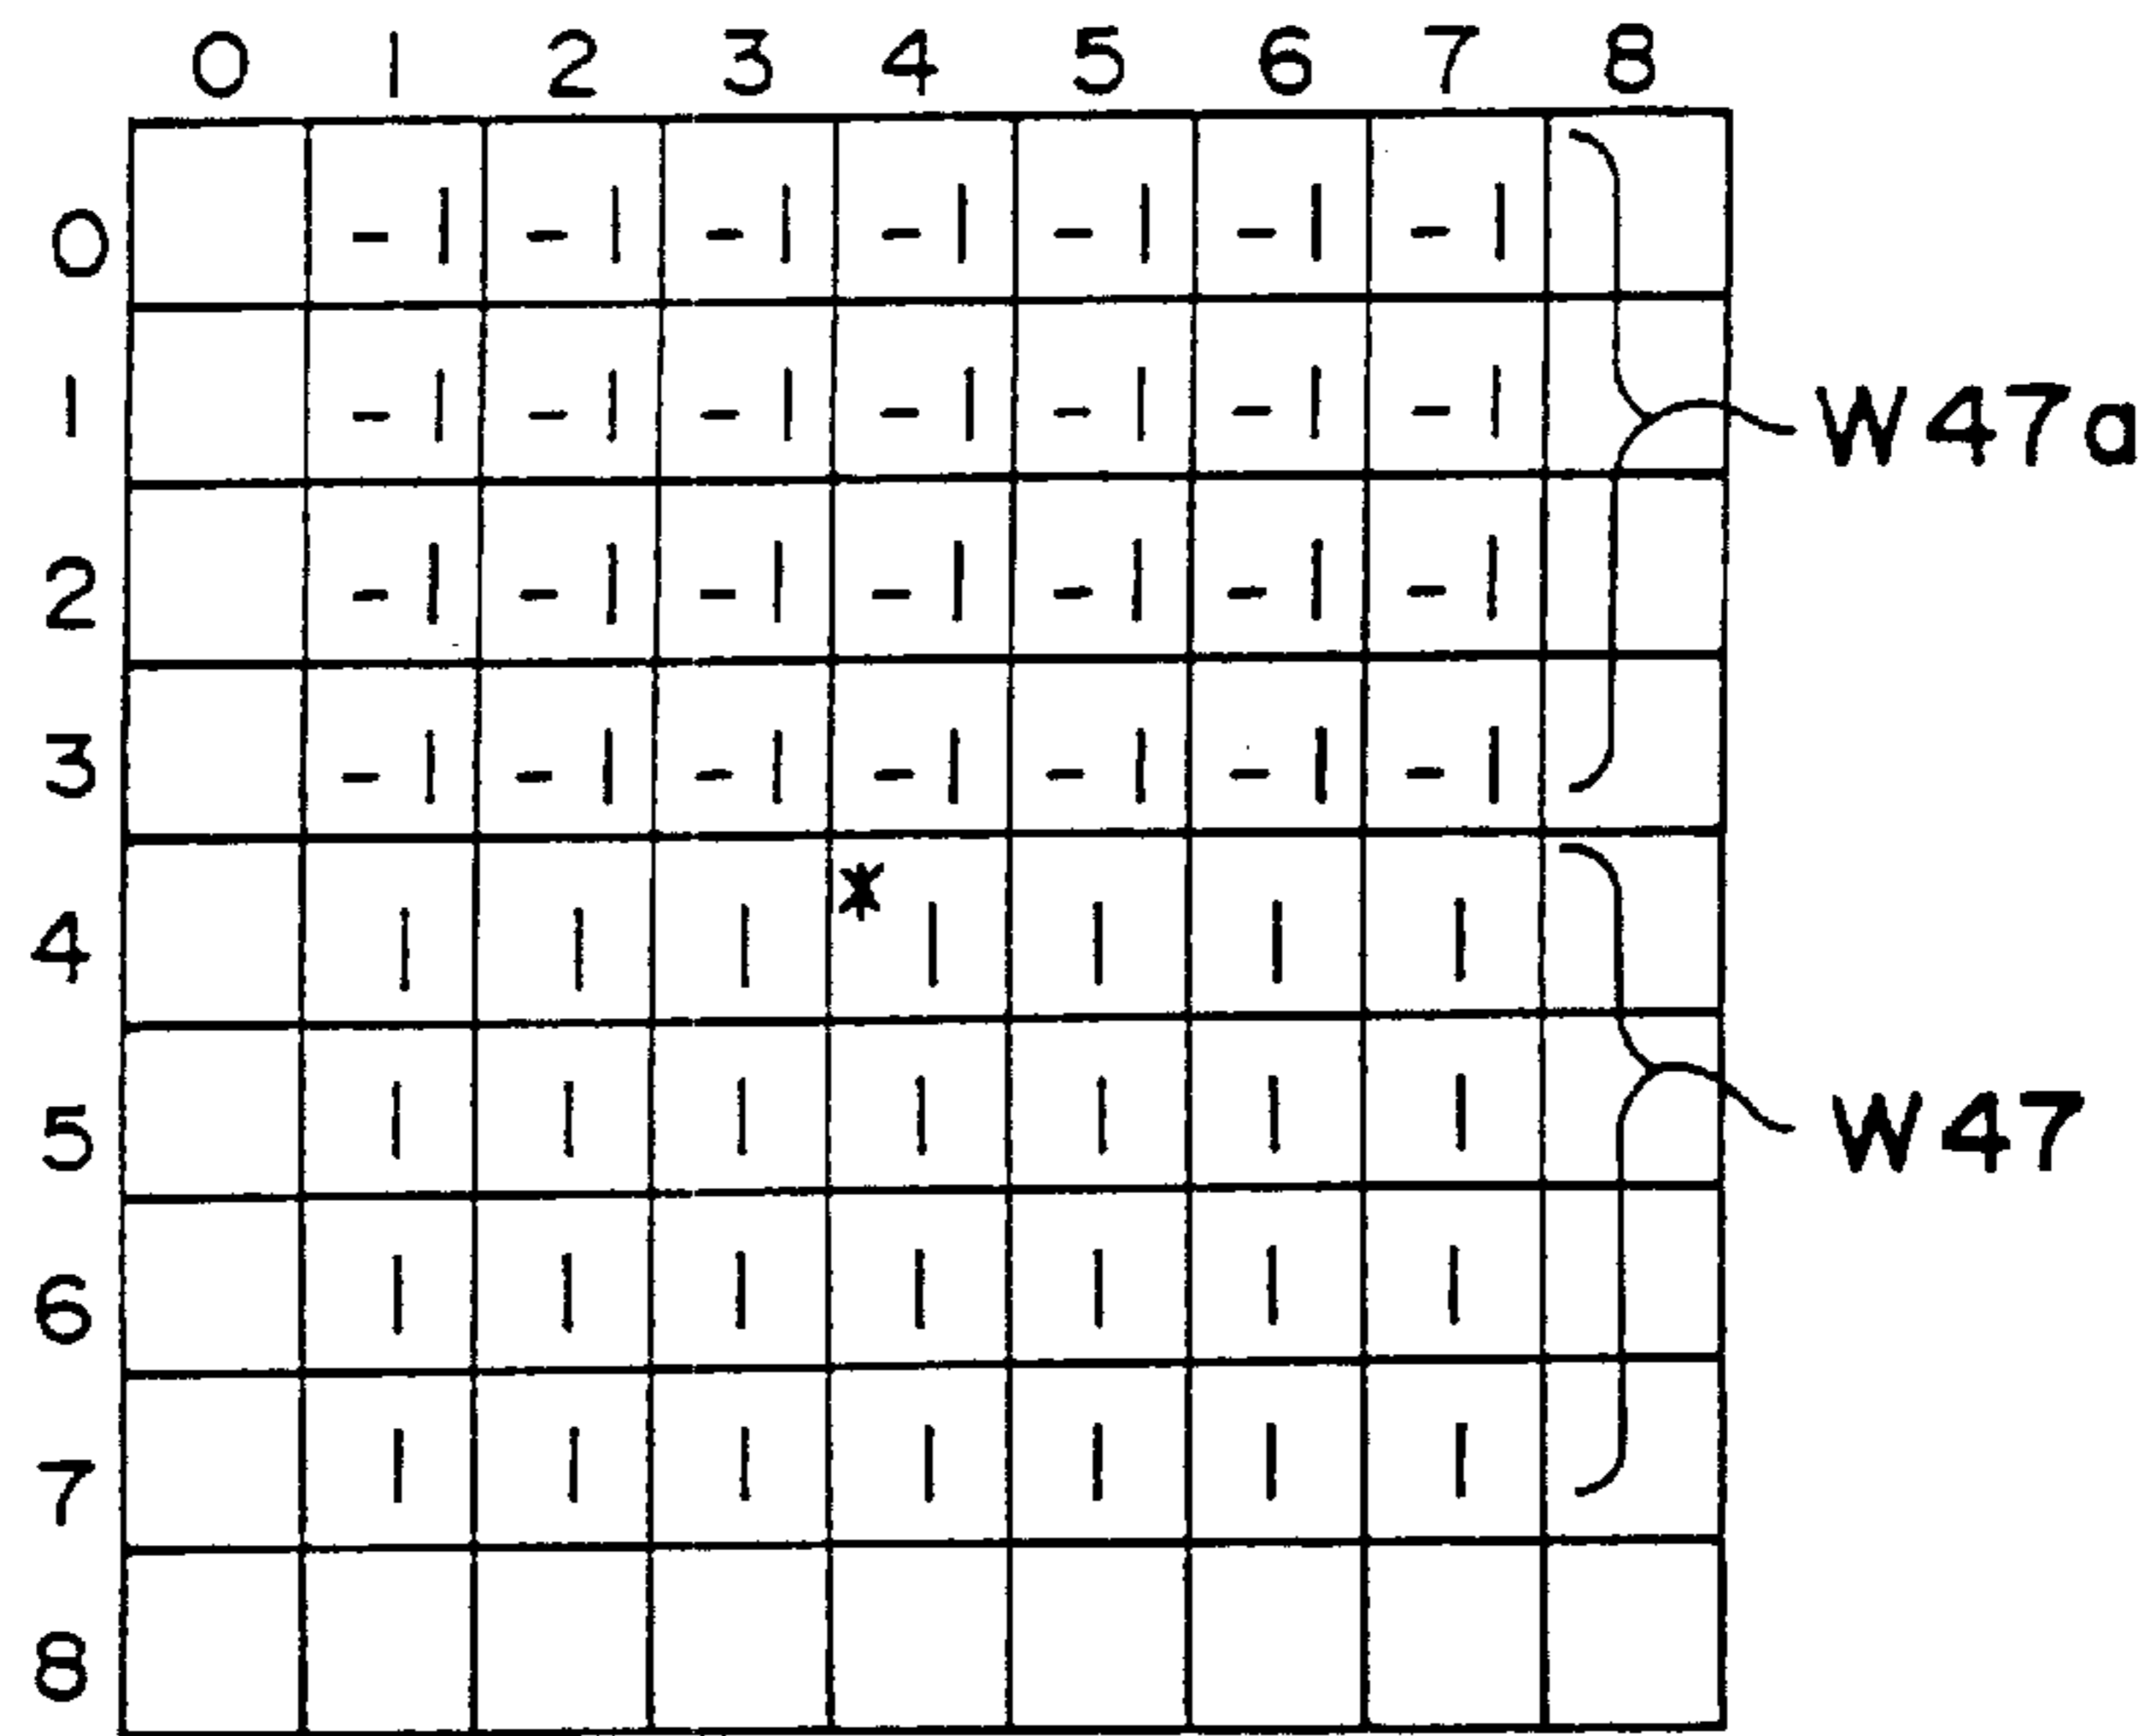 0 1 2 3 4 5 6 7 8
0 -1 -1 -1 -1 -1 -1 -1
1 -1 -1 -1 -1 -1 -1 -1
W47a
2 -1 -1 -1 -1 -1 -1 -1
3 -1 -1 -1 -1 -1 -1 -1
4 1 1 1 * 1 1 1 1
5 1 1 1 1 1 1 1
W47
6 1 1 1 1 1 1 1
7 1 1 1 1 1 1 1
8